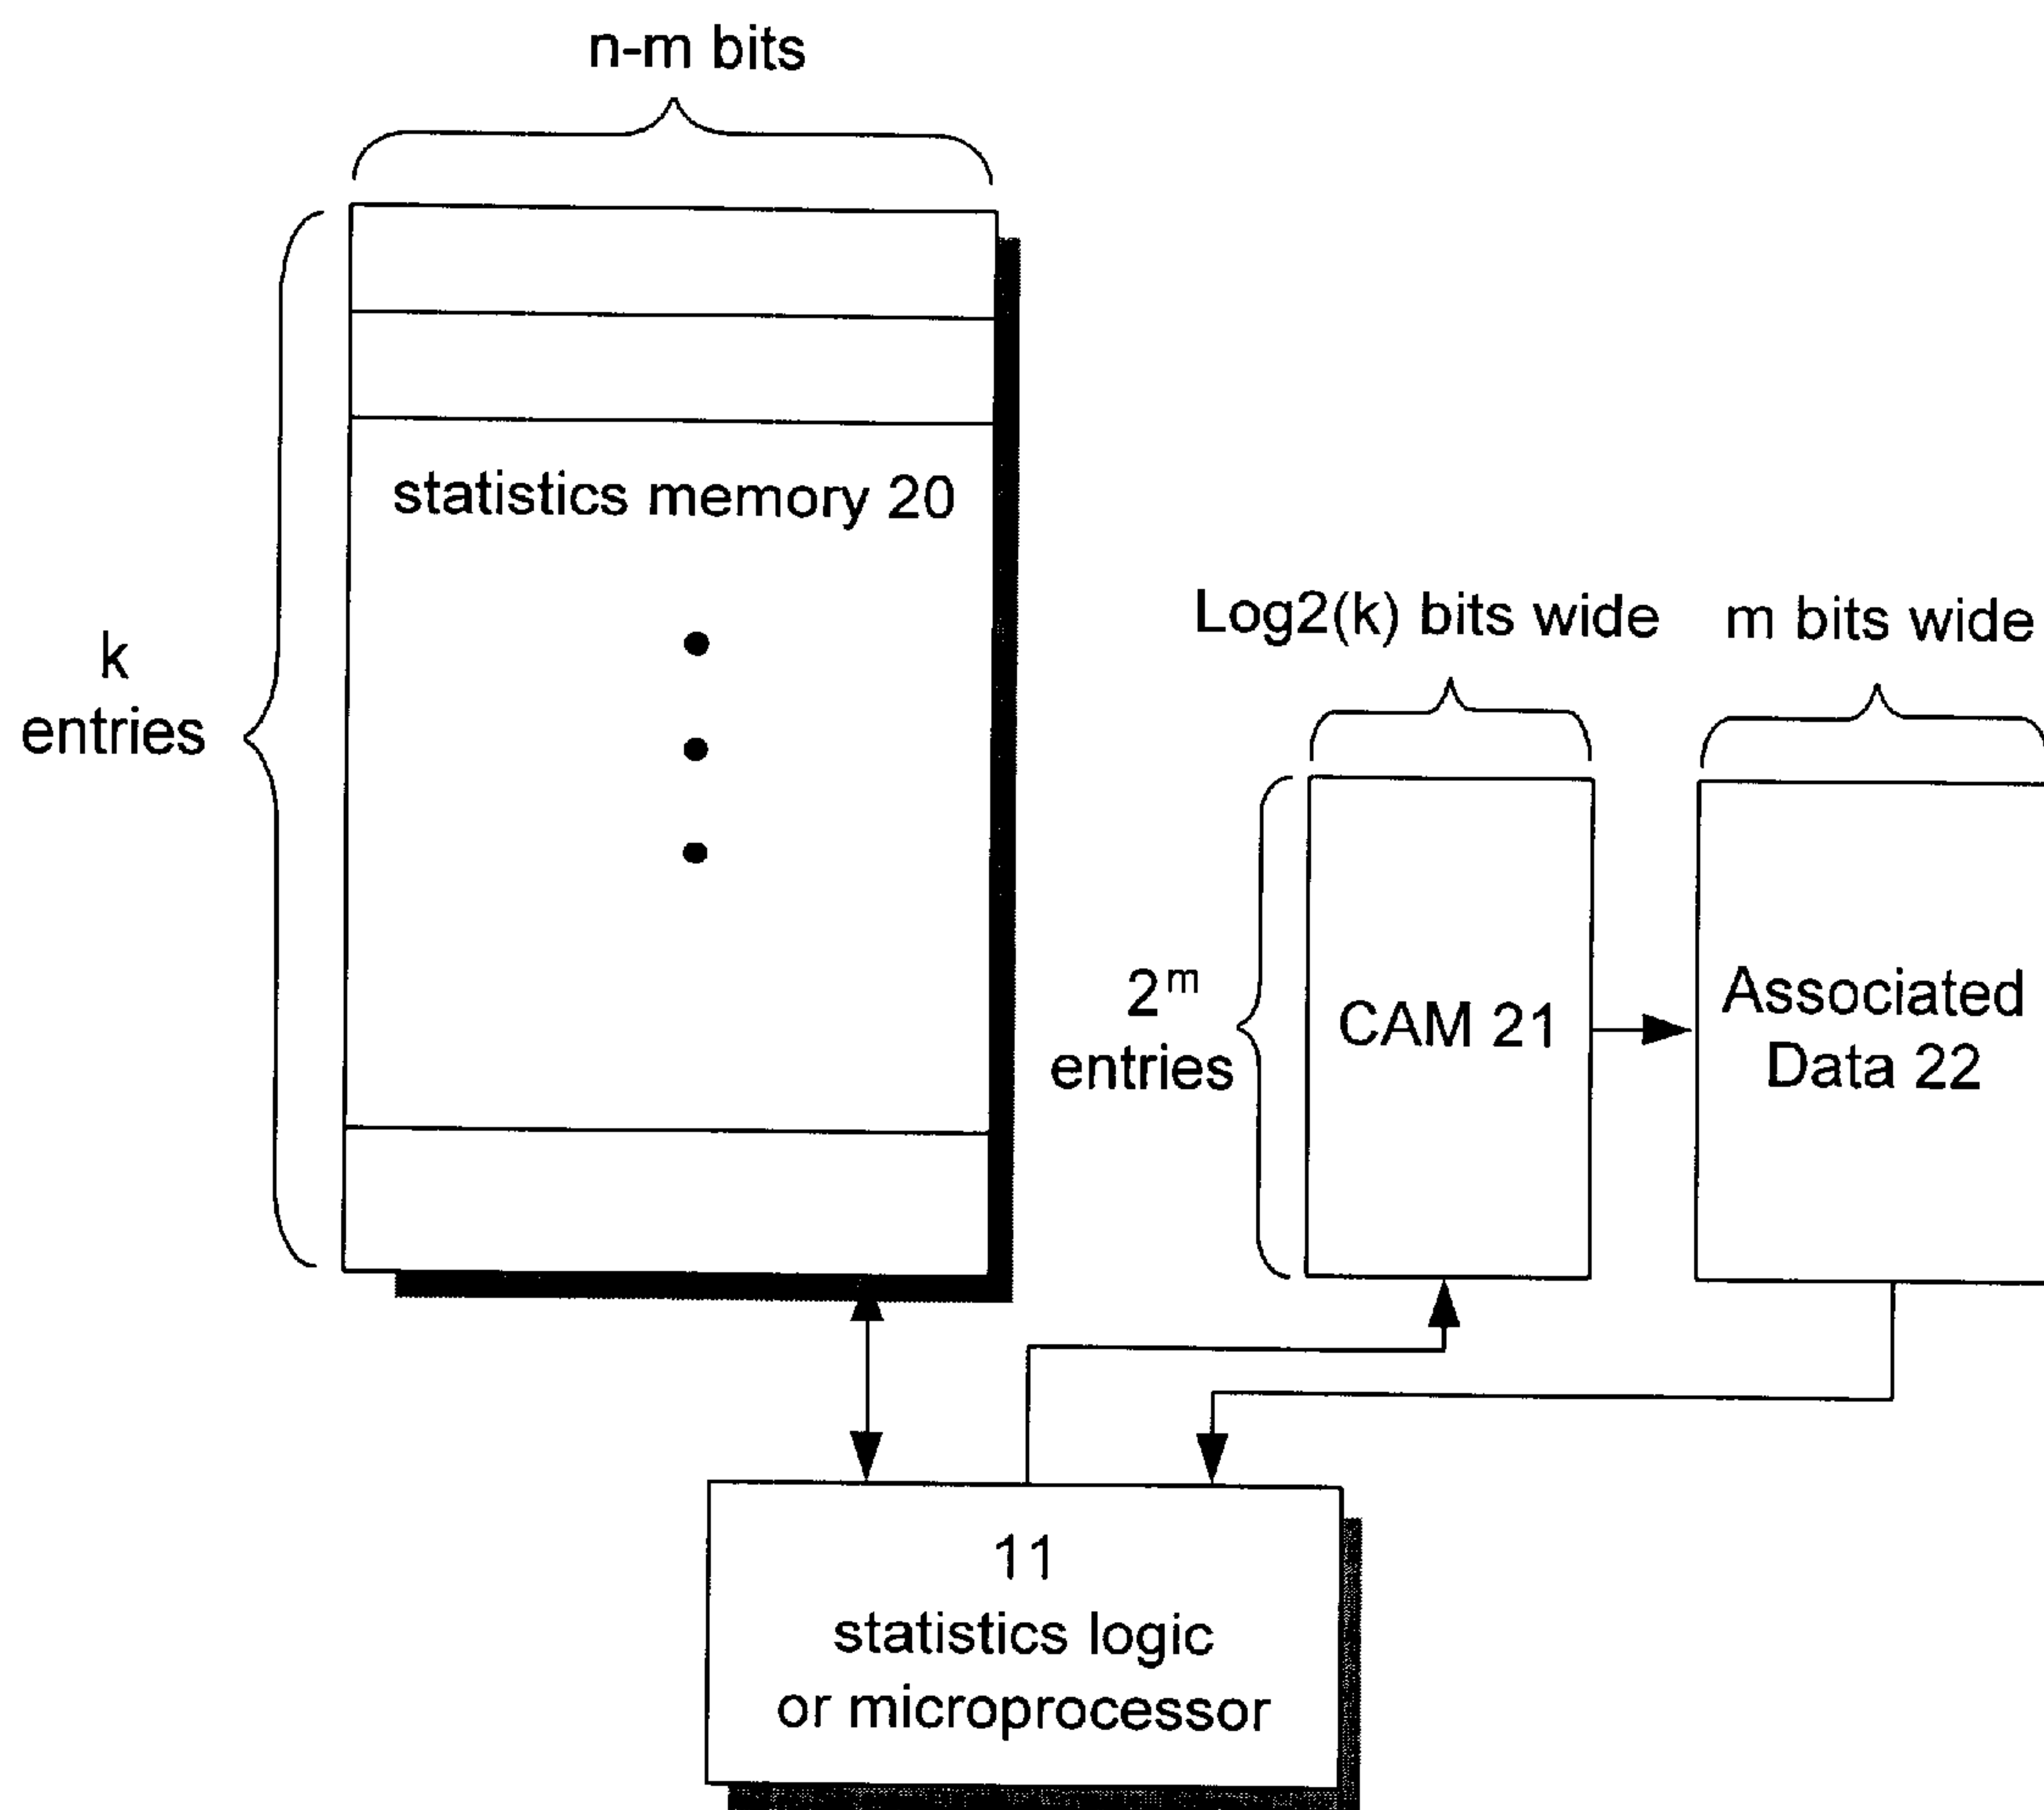 n-m bits
statistics memory 20
k
entries
Log2(k) bits wide
m bits wide
2^m
entries
CAM 21
Associated
Data 22
11
statistics logic
or microprocessor